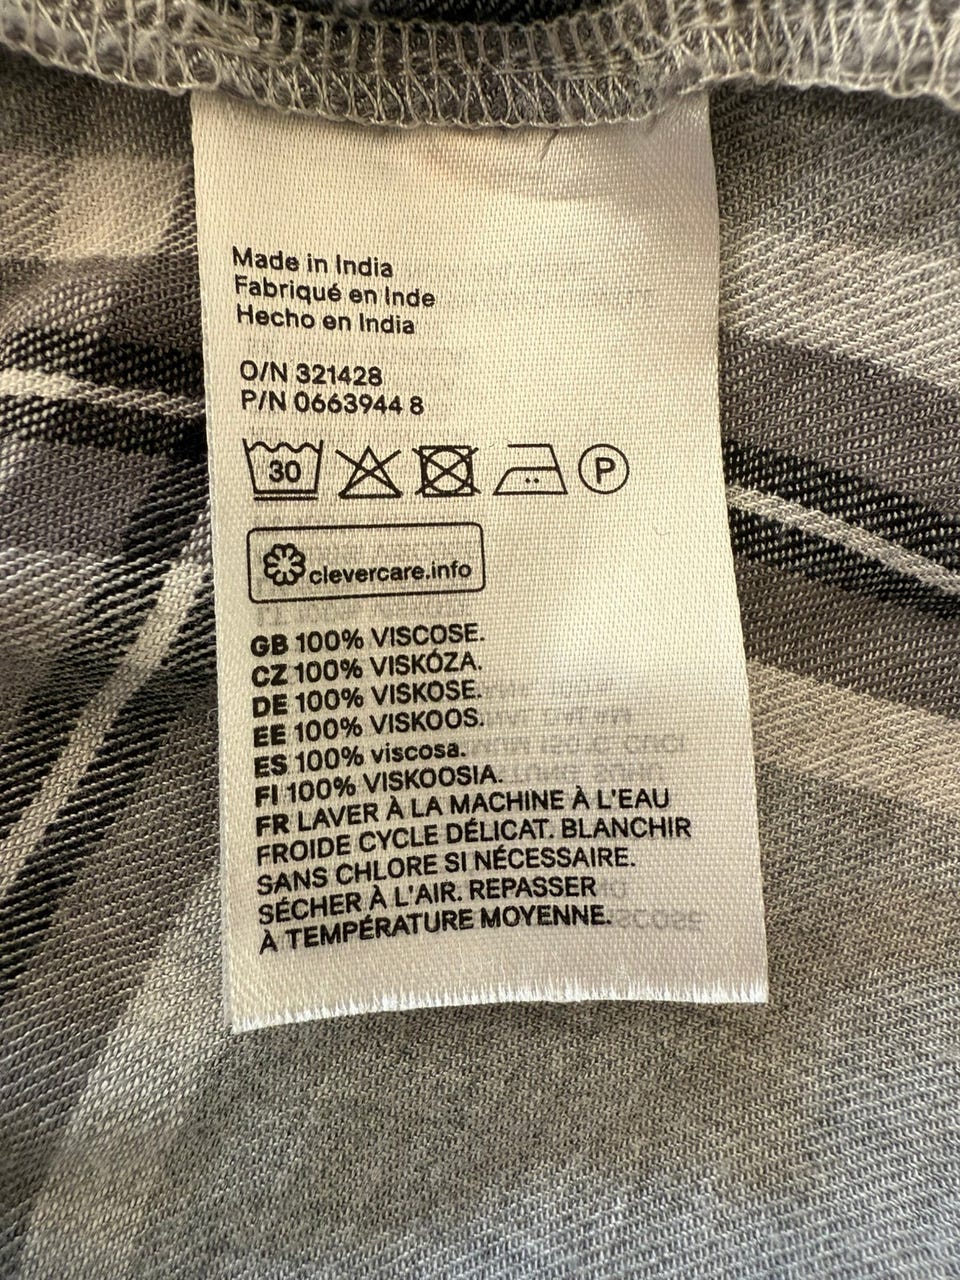 Made in India
Fabriqué en Inde
Hecho en India
O/N 321428
P/N 0663944 8
30
P
clevercare.info
GB 100% VISCOSE.
CZ 100% VISKÓZA.
DE 100% VISKOSE.
EE 100% VISKOOS.
ES 100% viscosa.
FI 100% VISKOOSIA.
FR LAVER À LA MACHINE À L'EAU
FROIDE CYCLE DÉLICAT. BLANCHIR
SANS CHLORE SI NÉCESSAIRE.
SÉCHER À L'AIR. REPASSER
À TEMPÉRATURE MOYENNE.